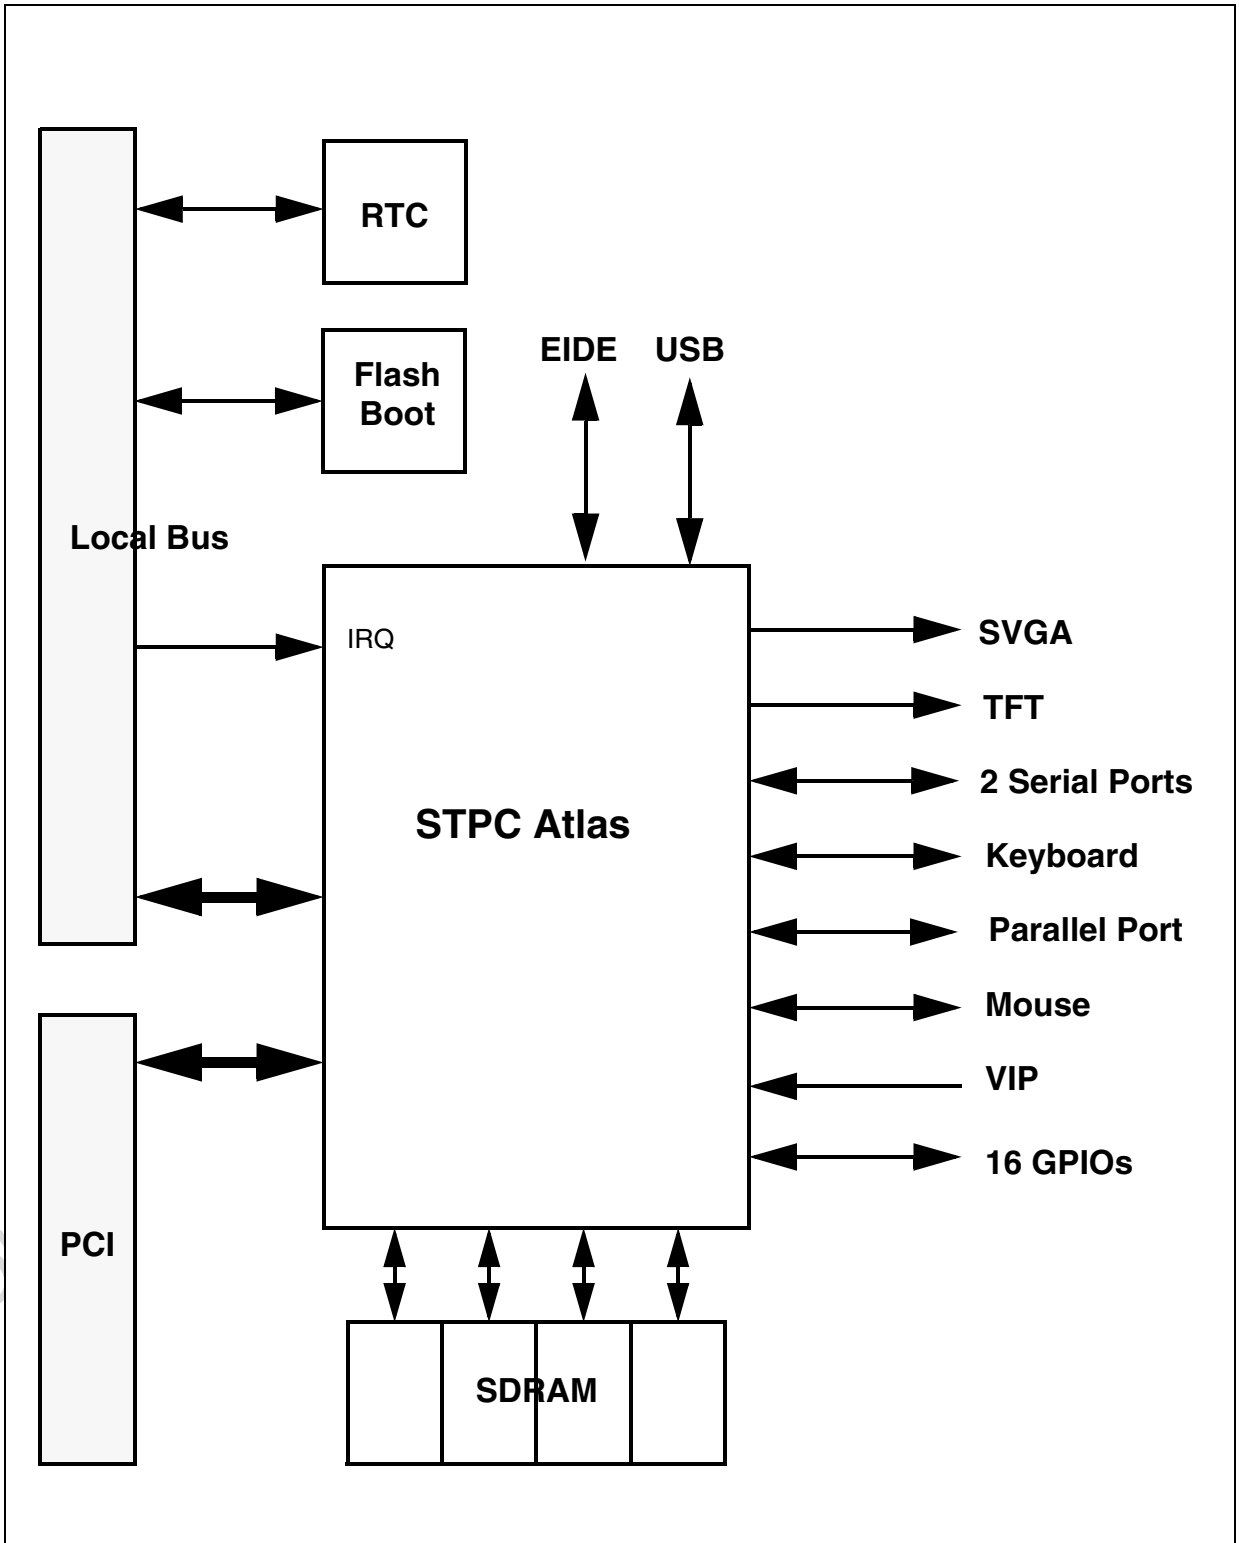 RTC
EIDE USB
Flash
Boot
Local Bus
IRQ
SVGA
TFT
2 Serial Ports
STPC Atlas
Keyboard
Parallel Port
Mouse
VIP
16 GPIOs
PCI
SDRAM